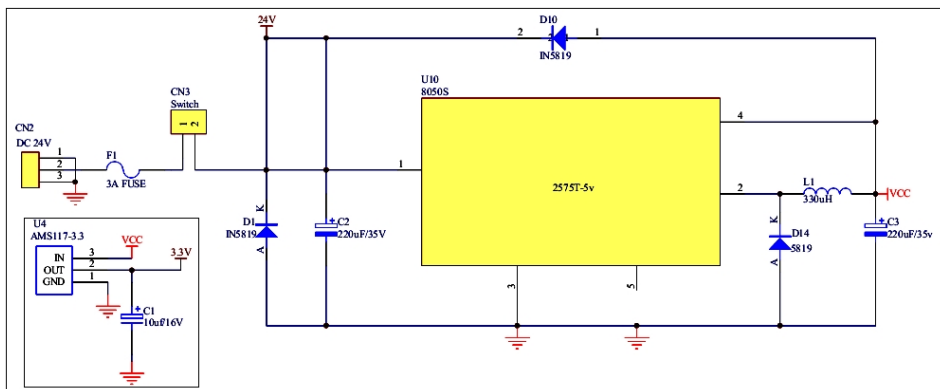 24V
D10
2
1
IN5819
U10
8050S
CN3
Switch
1
2
CN2
DC 24V
1
2
3
F1
3A FUSE
1
4
2575T-5v
2
L1
330uH
VCC
K
D1
IN5819
A
C2
220uF/35V
K
D14
5819
A
C3
220uF/35v
3
5
U4
AMS117-3.3
IN
OUT
GND
3
2
1
VCC
3.3V
C1
10uf/16V